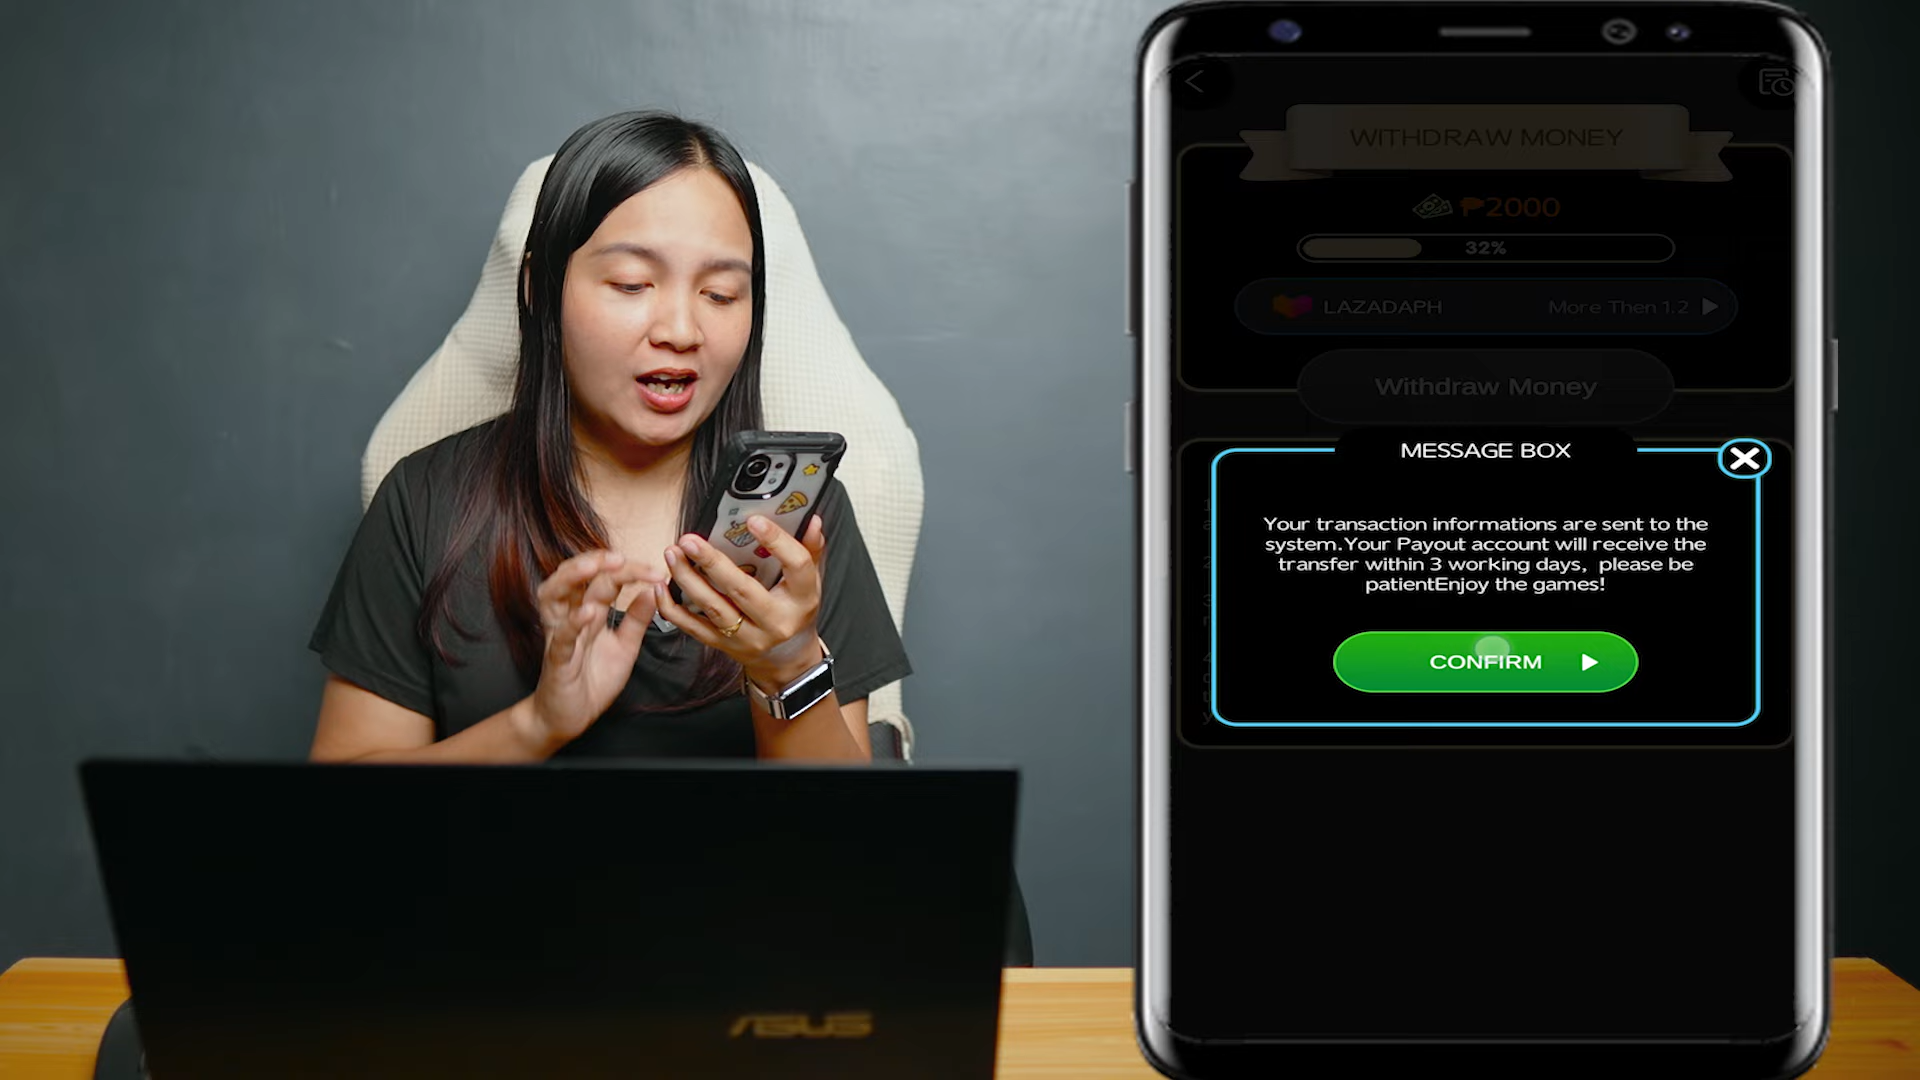 WITHDRAW MONEY
₱2000
32%
LAZADAPH More Then 1.2
Withdraw Money
MESSAGE BOX
Your transaction informations are sent to the
system.Your Payout account will receive the
transfer within 3 working days, please be
patientEnjoy the games!
CONFIRM
ASUS